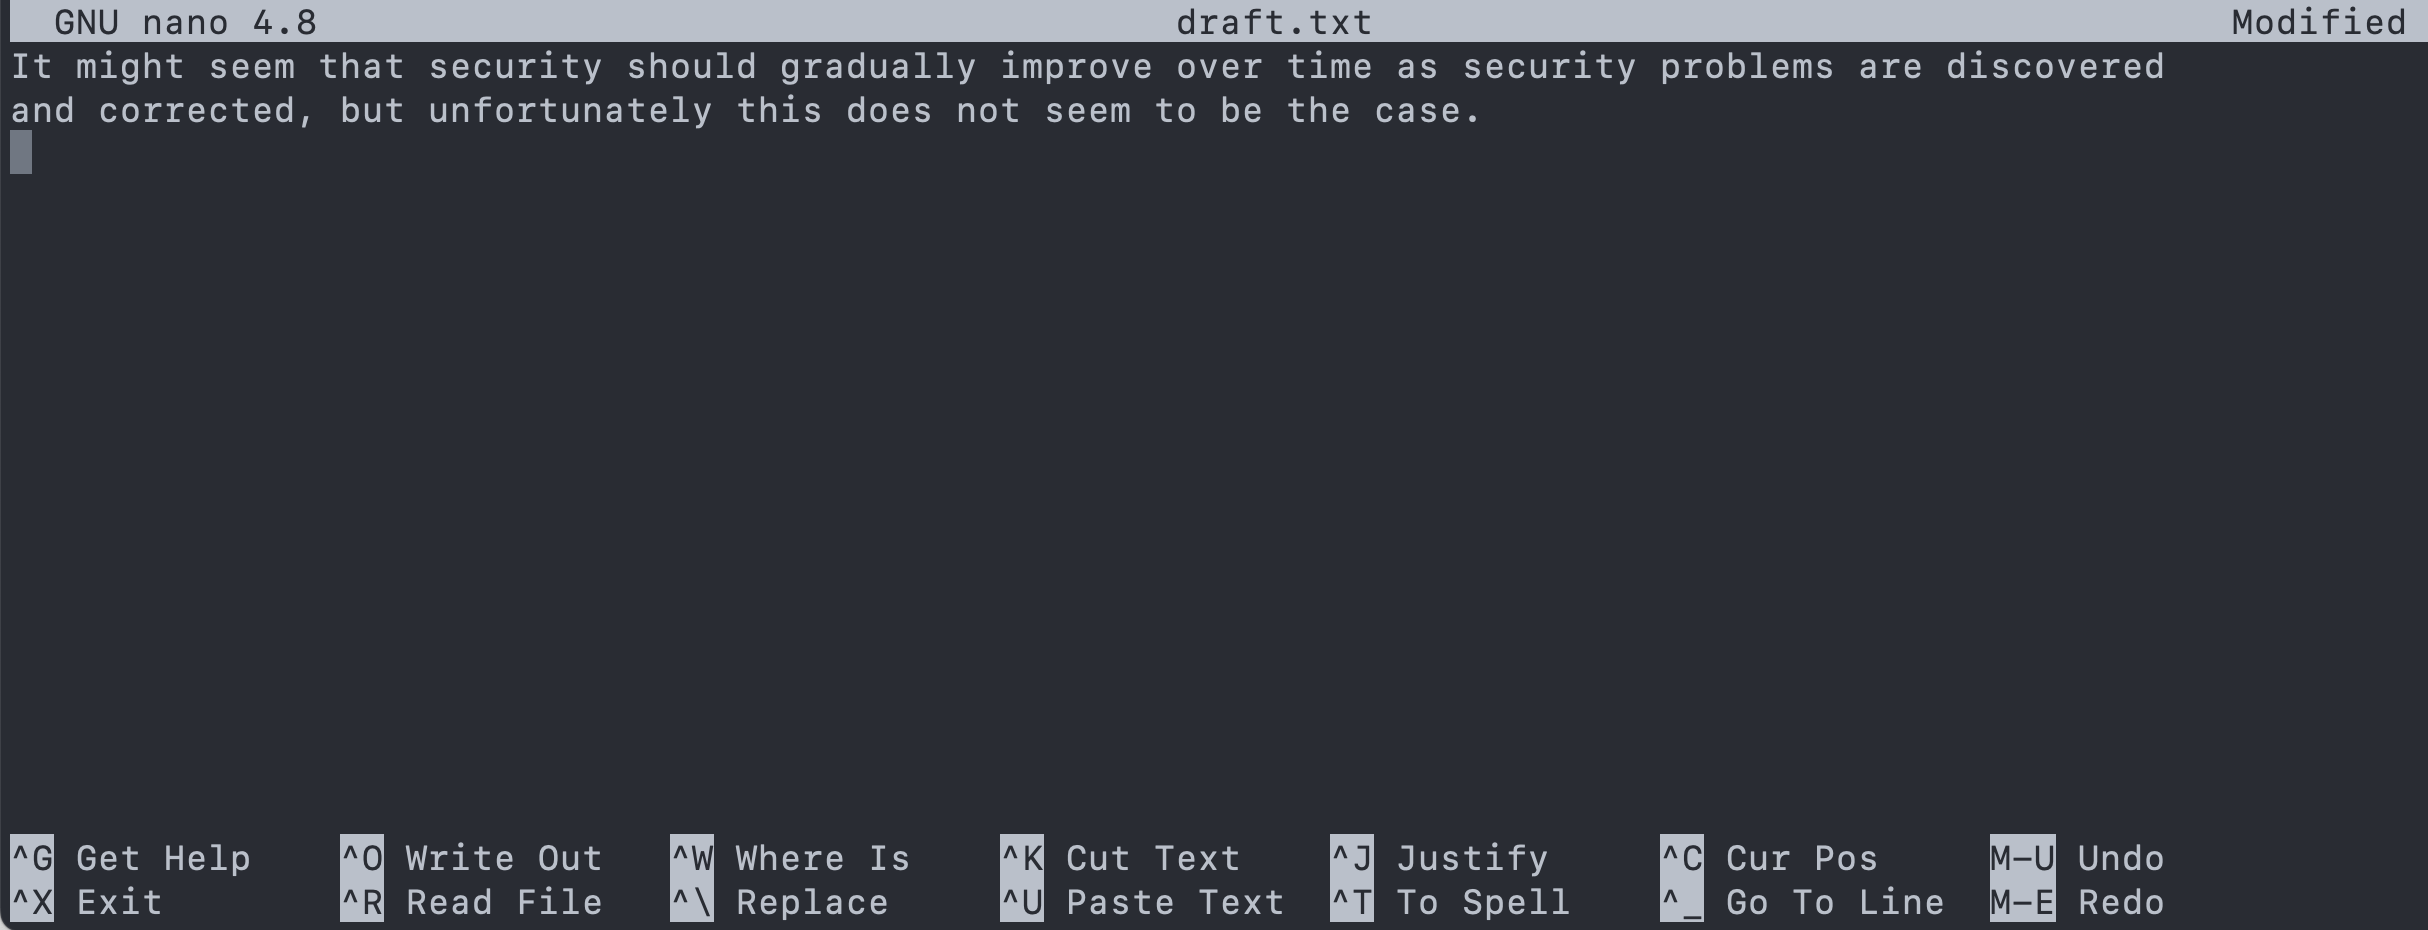 GNU nano 4.8 draft.txt Modified
It might seem that security should gradually improve over time as security problems are discovered
and corrected, but unfortunately this does not seem to be the case.
^G Get Help ^O Write Out ^W Where Is ^K Cut Text ^J Justify ^C Cur Pos M-U Undo
^X Exit ^R Read File ^\ Replace ^U Paste Text ^T To Spell ^_ Go To Line M-E Redo